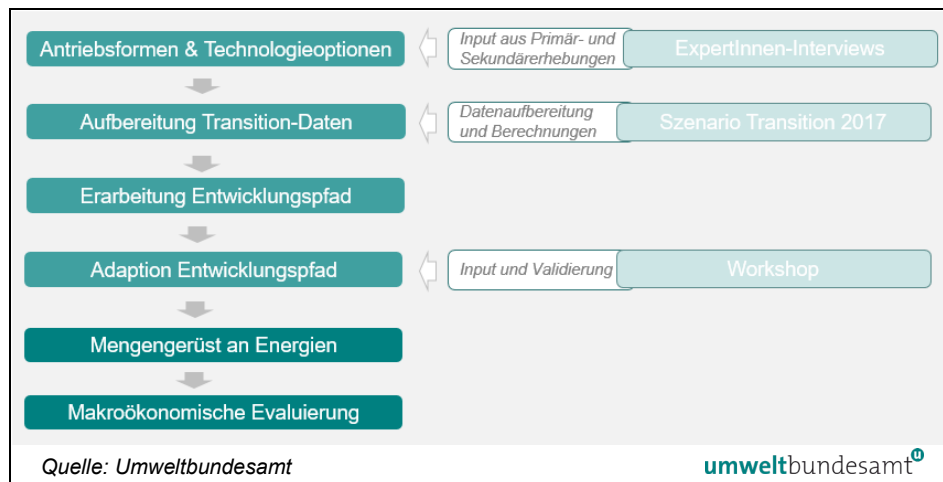 Antriebsformen & Technologieoptionen
Input aus Primär- und
Sekundärerhebungen
ExpertInnen-Interviews
Aufbereitung Transition-Daten
Datenaufbereitung
und Berechnungen
Szenario Transition 2017
Erarbeitung Entwicklungspfad
Adaption Entwicklungspfad
Input und Validierung
Workshop
Mengengerüst an Energien
Makroökonomische Evaluierung
Quelle: Umweltbundesamt
umweltbundesamt u